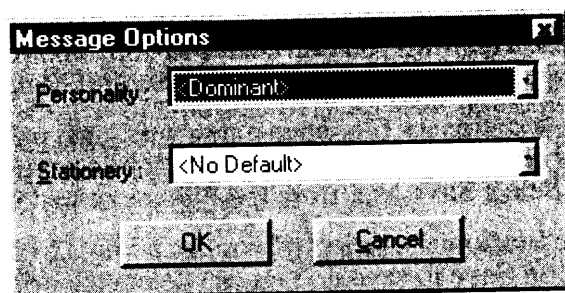 Message Options
Personality: <Dominant>
Stationery: <No Default>
OK Cancel